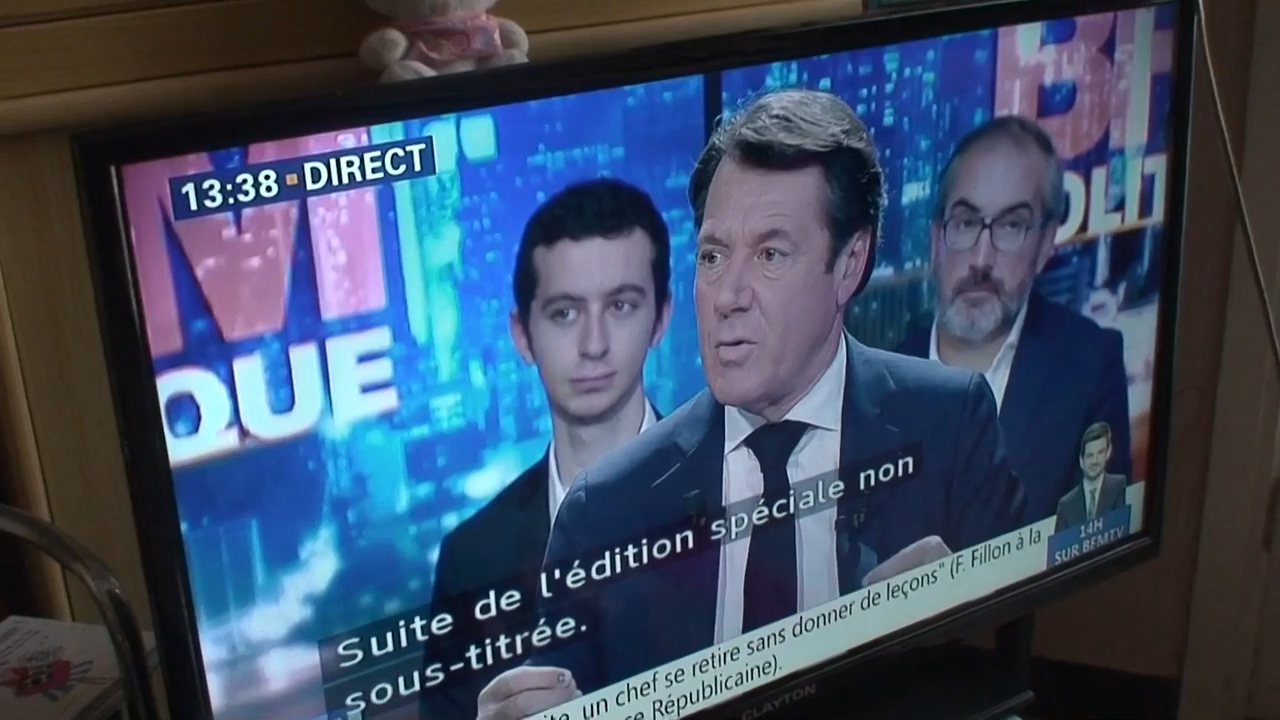 13:38 DIRECT
M
QUE
OLIT
Suite de l'édition spéciale non
sous-titrée.
14H
SUR BFMTV
un chef se retire sans donner de leçons" (F. Fillon à la
Républicaine).
CLAYTON